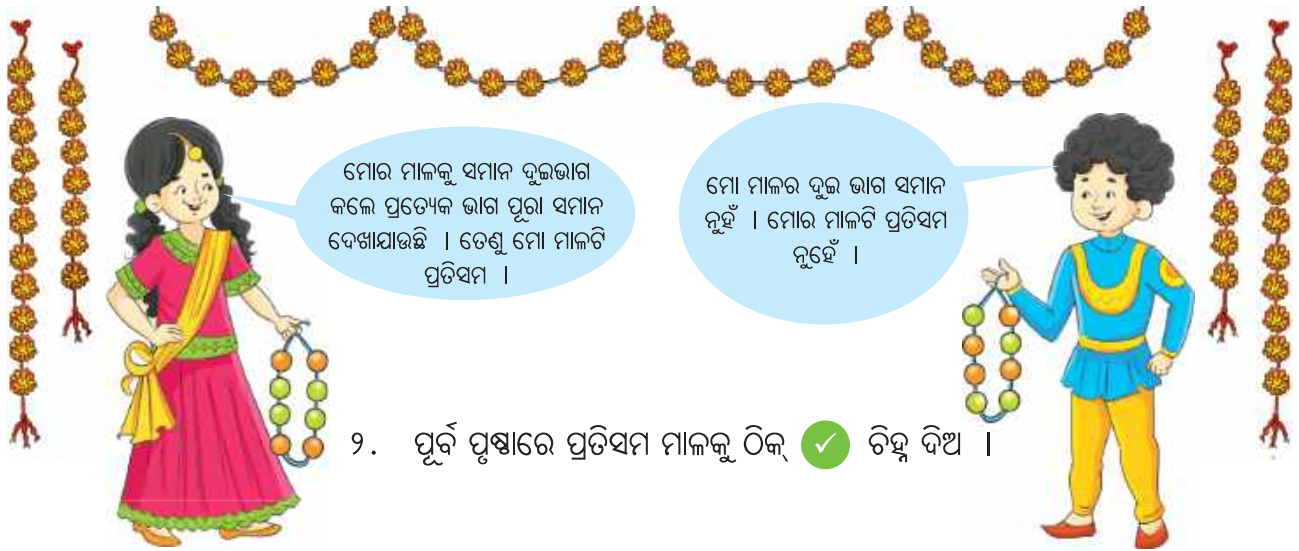 ମୋର ମାଳକୁ ସମାନ ଦୁଇଭାଗ
କଲେ ପ୍ରତ୍ୟେକ ଭାଗ ପୂରା ସମାନ
ଦେଖାଯାଉଛି । ତେଣୁ ମୋ ମାଳଟି
ପ୍ରତିସମ ।
ମୋ ମାଳର ଦୁଇ ଭାଗ ସମାନ
ନୁହଁ । ମୋର ମାଳଟି ପ୍ରତିସମ
ନୁହେଁ ।
୨. ପୂର୍ବ ପୃଷ୍ଠାରେ ପ୍ରତିସମ ମାଳକୁ ଠିକ୍ ✓ ଚିହ୍ନ ଦିଅ ।